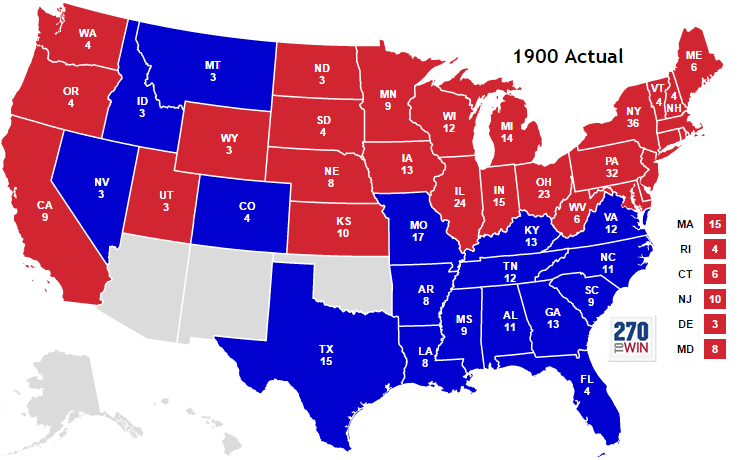 1900 Actual
WA
4
OR
4
CA
9
NV
3
ID
3
MT
3
WY
3
UT
3
CO
4
ND
3
SD
4
NE
8
KS
10
TX
15
MN
9
IA
13
MO
17
AR
8
LA
8
WI
12
IL
24
MI
14
IN
15
OH
23
KY
13
TN
12
MS
9
AL
11
GA
13
FL
4
SC
9
NC
11
VA
12
WV
6
PA
32
NY
36
VT
4
4
NH
ME
6
MA 15
RI 4
CT 6
NJ 10
DE 3
MD 8
270
TO WIN